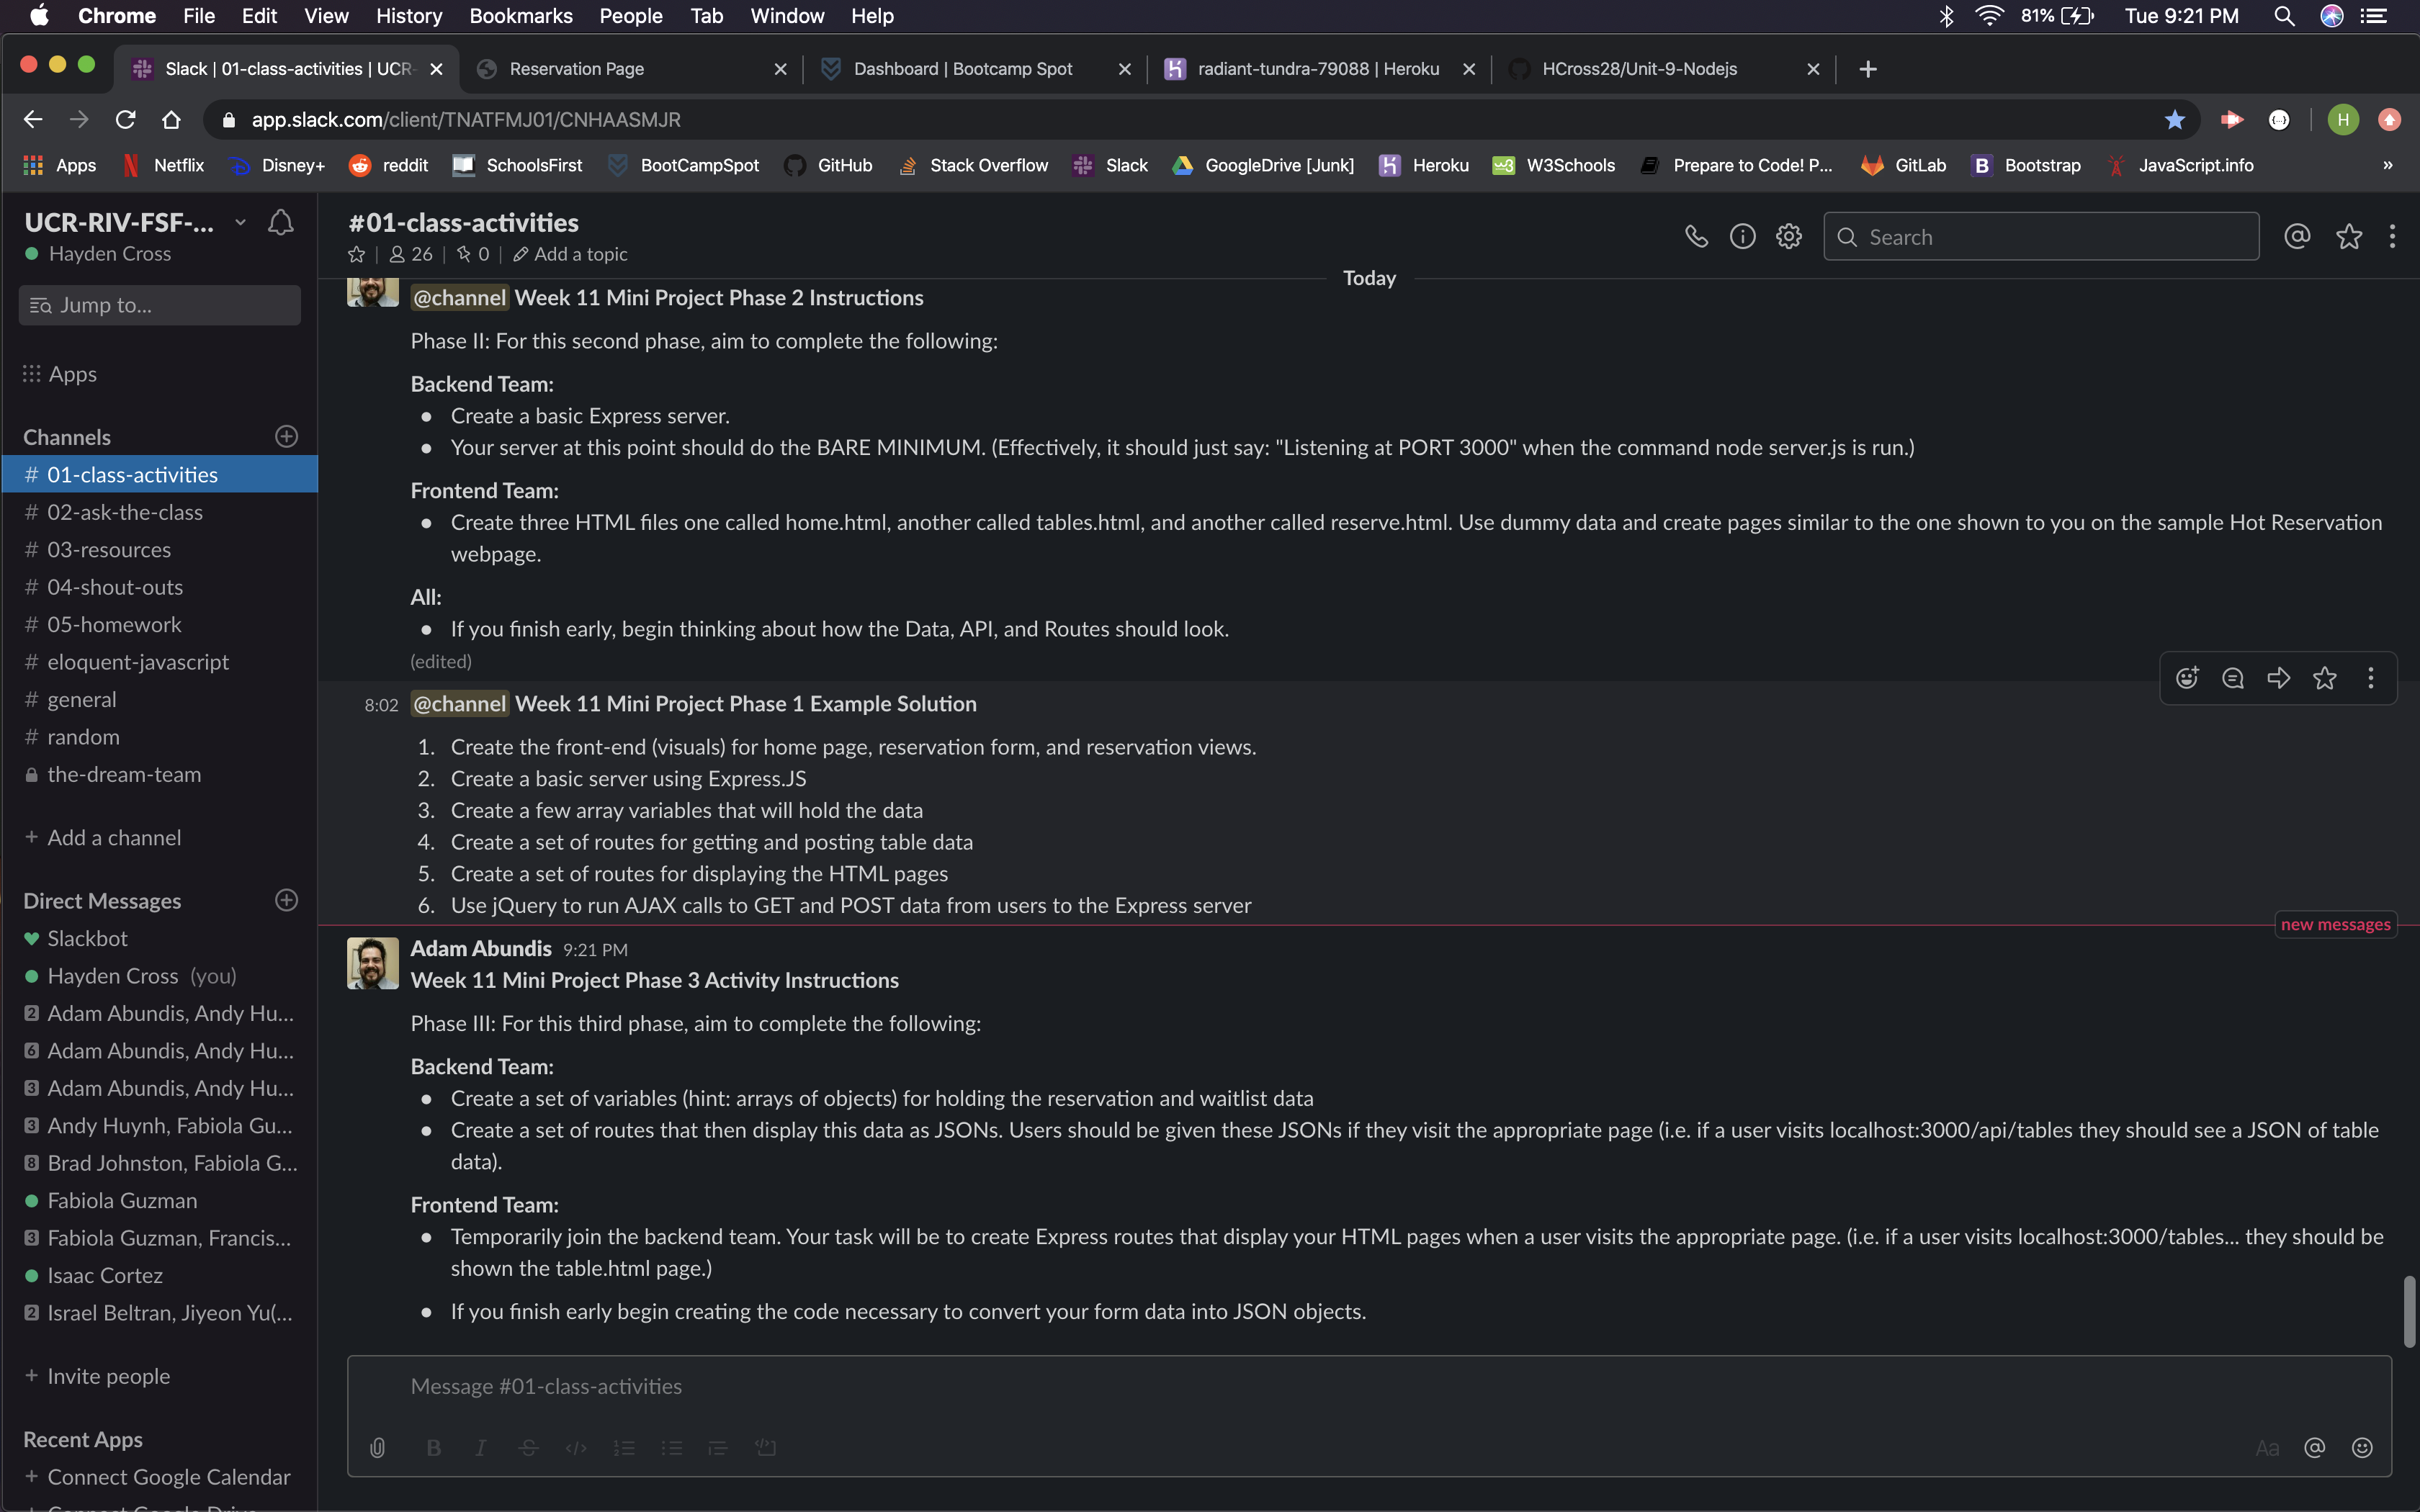 Chrome File Edit View History Bookmarks People Tab Window Help 81% Tue 9:21 PM
Slack | 01-class-activities | UCR- Reservation Page Dashboard | Bootcamp Spot radiant-tundra-79088 | Heroku HCross28/Unit-9-Nodejs
app.slack.com/client/TNATFMJ01/CNHAASMJR H
Apps Netflix Disney+ reddit SchoolsFirst BootCampSpot GitHub Stack Overflow Slack GoogleDrive [Junk] Heroku W3Schools Prepare to Code! P... GitLab Bootstrap JavaScript.info »
UCR-RIV-FSF-...
Hayden Cross
Jump to...
Apps
Channels
# 01-class-activities
# 02-ask-the-class
# 03-resources
# 04-shout-outs
# 05-homework
# eloquent-javascript
# general
# random
the-dream-team
+ Add a channel
Direct Messages
Slackbot
Hayden Cross (you)
2 Adam Abundis, Andy Hu...
6 Adam Abundis, Andy Hu...
3 Adam Abundis, Andy Hu...
3 Andy Huynh, Fabiola Gu...
8 Brad Johnston, Fabiola G...
Fabiola Guzman
3 Fabiola Guzman, Francis...
Isaac Cortez
2 Israel Beltran, Jiyeon Yu(...
+ Invite people
Recent Apps
+ Connect Google Calendar
+ Connect Google Drive
#01-class-activities
26 | 0 | Add a topic
Search
Today
@channel Week 11 Mini Project Phase 2 Instructions
Phase II: For this second phase, aim to complete the following:
Backend Team:
• Create a basic Express server.
• Your server at this point should do the BARE MINIMUM. (Effectively, it should just say: "Listening at PORT 3000" when the command node server.js is run.)
Frontend Team:
• Create three HTML files one called home.html, another called tables.html, and another called reserve.html. Use dummy data and create pages similar to the one shown to you on the sample Hot Reservation
webpage.
All:
• If you finish early, begin thinking about how the Data, API, and Routes should look.
(edited)
8:02 @channel Week 11 Mini Project Phase 1 Example Solution
1. Create the front-end (visuals) for home page, reservation form, and reservation views.
2. Create a basic server using Express.JS
3. Create a few array variables that will hold the data
4. Create a set of routes for getting and posting table data
5. Create a set of routes for displaying the HTML pages
6. Use jQuery to run AJAX calls to GET and POST data from users to the Express server
new messages
Adam Abundis 9:21 PM
Week 11 Mini Project Phase 3 Activity Instructions
Phase III: For this third phase, aim to complete the following:
Backend Team:
• Create a set of variables (hint: arrays of objects) for holding the reservation and waitlist data
• Create a set of routes that then display this data as JSONs. Users should be given these JSONs if they visit the appropriate page (i.e. if a user visits localhost:3000/api/tables they should see a JSON of table
data).
Frontend Team:
• Temporarily join the backend team. Your task will be to create Express routes that display your HTML pages when a user visits the appropriate page. (i.e. if a user visits localhost:3000/tables... they should be
shown the table.html page.)
• If you finish early begin creating the code necessary to convert your form data into JSON objects.
Message #01-class-activities
B I S </> Aa @